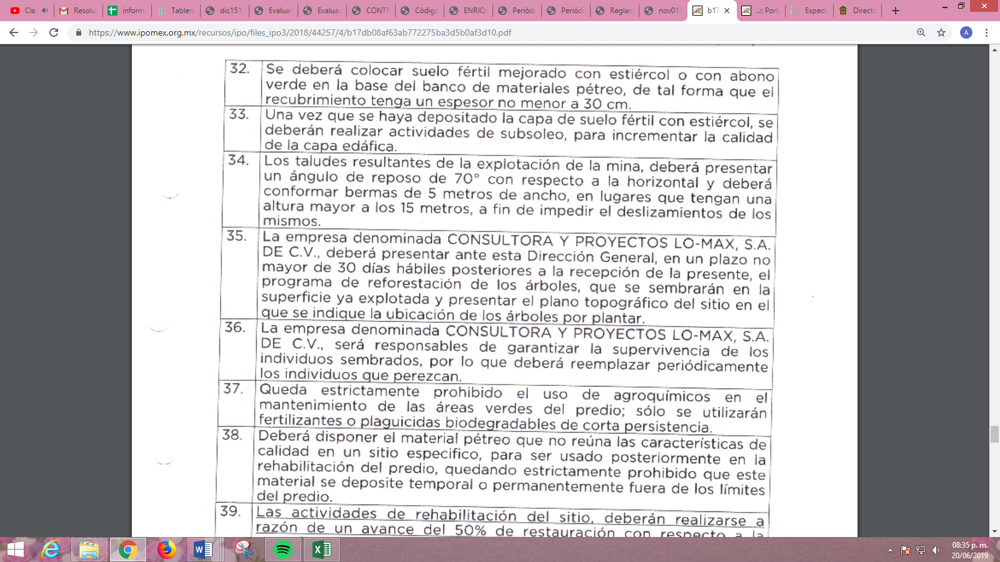 Cla
Resolu
informe
Tablero
dic151
Evaluac
Evaluac
CONTR
Código
ENRIQU
Periódi
Periódi
Reglam
nov013
b17
..:: Port
Expedi
Directo
https://www.ipomex.org.mx/recursos/ipo/files_ipo3/2018/44257/4/b17db08af63ab772275ba3d5b0af3d10.pdf
A
32. Se deberá colocar suelo fértil mejorado con estiércol o con abono
verde en la base del banco de materiales pétreo, de tal forma que el
recubrimiento tenga un espesor no menor a 30 cm.
33. Una vez que se haya depositado la capa de suelo fértil con estiércol, se
deberán realizar actividades de subsoleo, para incrementar la calidad
de la capa edáfica.
34. Los taludes resultantes de la explotación de la mina, deberá presentar
un ángulo de reposo de 70° con respecto a la horizontal y deberá
conformar bermas de 5 metros de ancho, en lugares que tengan una
altura mayor a los 15 metros, a fin de impedir el deslizamientos de los
mismos.
35. La empresa denominada CONSULTORA Y PROYECTOS LO-MAX, S.A.
DE C.V., deberá presentar ante esta Dirección General, en un plazo no
mayor de 30 días hábiles posteriores a la recepción de la presente, el
programa de reforestación de los árboles, que se sembrarán en la
superficie ya explotada y presentar el plano topográfico del sitio en el
que se indique la ubicación de los árboles por plantar.
36. La empresa denominada CONSULTORA Y PROYECTOS LO-MAX, S.A.
DE C.V., será responsables de garantizar la supervivencia de los
individuos sembrados, por lo que deberá reemplazar periódicamente
los individuos que perezcan.
37. Queda estrictamente prohibido el uso de agroquímicos en el
mantenimiento de las áreas verdes del predio; sólo se utilizarán
fertilizantes o plaguicidas biodegradables de corta persistencia.
38. Deberá disponer el material pétreo que no reúna las características de
calidad en un sitio especifico, para ser usado posteriormente en la
rehabilitación del predio, quedando estrictamente prohibido que este
material se deposite temporal o permanentemente fuera de los límites
del predio.
39. Las actividades de rehabilitación del sitio, deberán realizarse a
razón de un avance del 50% de restauración con respecto a la
08:35 p. m.
20/06/2019